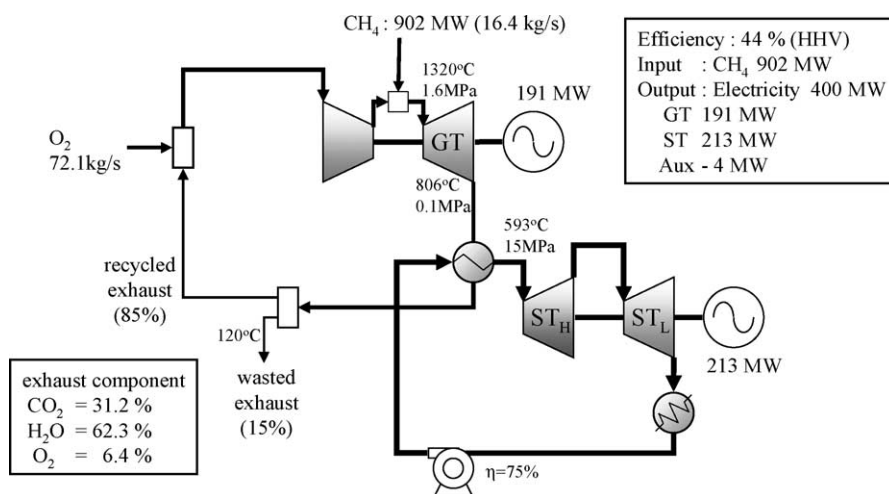 CH₄ : 902 MW (16.4 kg/s)
1320°C
1.6MPa
191 MW
O₂
72.1kg/s
GT
806°C
0.1MPa
593°C
15MPa
recycled
exhaust
(85%)
120°C
wasted
exhaust
(15%)
ST_H
ST_L
213 MW
η=75%
Efficiency : 44 % (HHV)
Input : CH₄ 902 MW
Output : Electricity 400 MW
GT 191 MW
ST 213 MW
Aux - 4 MW
exhaust component
CO₂ = 31.2 %
H₂O = 62.3 %
O₂ = 6.4 %